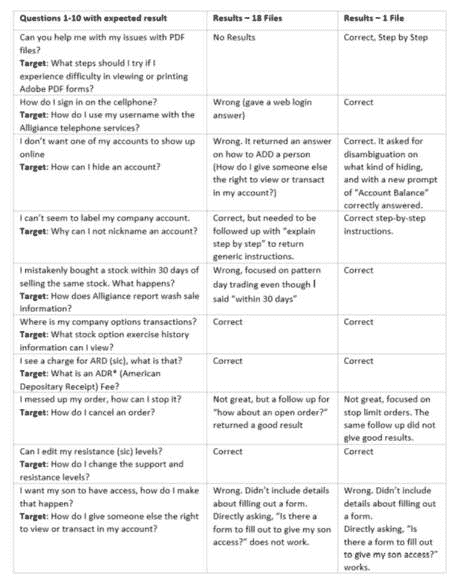 Questions 1-10 with expected result
Results – 18 Files
Results – 1 File
Can you help me with my issues with PDF
files?
Target: What steps should I try if I
experience difficulty in viewing or printing
Adobe PDF forms?
No Results
Correct, Step by Step
How do I sign in on the cellphone?
Target: How do I use my username with the
Alligiance telephone services?
Wrong (gave a web login
answer)
Correct
I don't want one of my accounts to show up
online
Target: How can I hide an account?
Wrong. It returned an answer
on how to ADD a person
(How do I give someone else
the right to view or transact
in my account?)
Correct. It asked for
disambiguation on
what kind of hiding,
and with a new prompt
of "Account Balance"
correctly answered.
I can't seem to label my company account.
Target: Why can I not nickname an account?
Correct, but needed to be
followed up with "explain
step by step" to return
generic instructions.
Correct step-by-step
instructions.
I mistakenly bought a stock within 30 days of
selling the same stock. What happens?
Target: How does Alligiance report wash sale
information?
Wrong, focused on pattern
day trading even though I
said "within 30 days"
Correct
Where is my company options transactions?
Target: What stock option exercise history
information can I view?
Correct
Correct
I see a charge for ARD (sic), what is that?
Target: What is an ADR* (American
Depositary Receipt) Fee?
Correct
Correct
I messed up my order, how can I stop it?
Target: How do I cancel an order?
Not great, but a follow up for
"how about an open order?"
returned a good result
Not great, focused on
stop limit orders. The
same follow up did not
give good results.
Can I edit my resistance (sic) levels?
Target: How do I change the support and
resistance levels?
Correct
Correct
I want my son to have access, how do I make
that happen?
Target: How do I give someone else the right
to view or transact in my account?
Wrong. Didn't include details
about filling out a form.
Directly asking, "Is there a
form to fill out to give my son
access?" does not work.
Wrong. Didn't include
details about filling out
a form.
Directly asking, "Is
there a form to fill out
to give my son access?"
works.